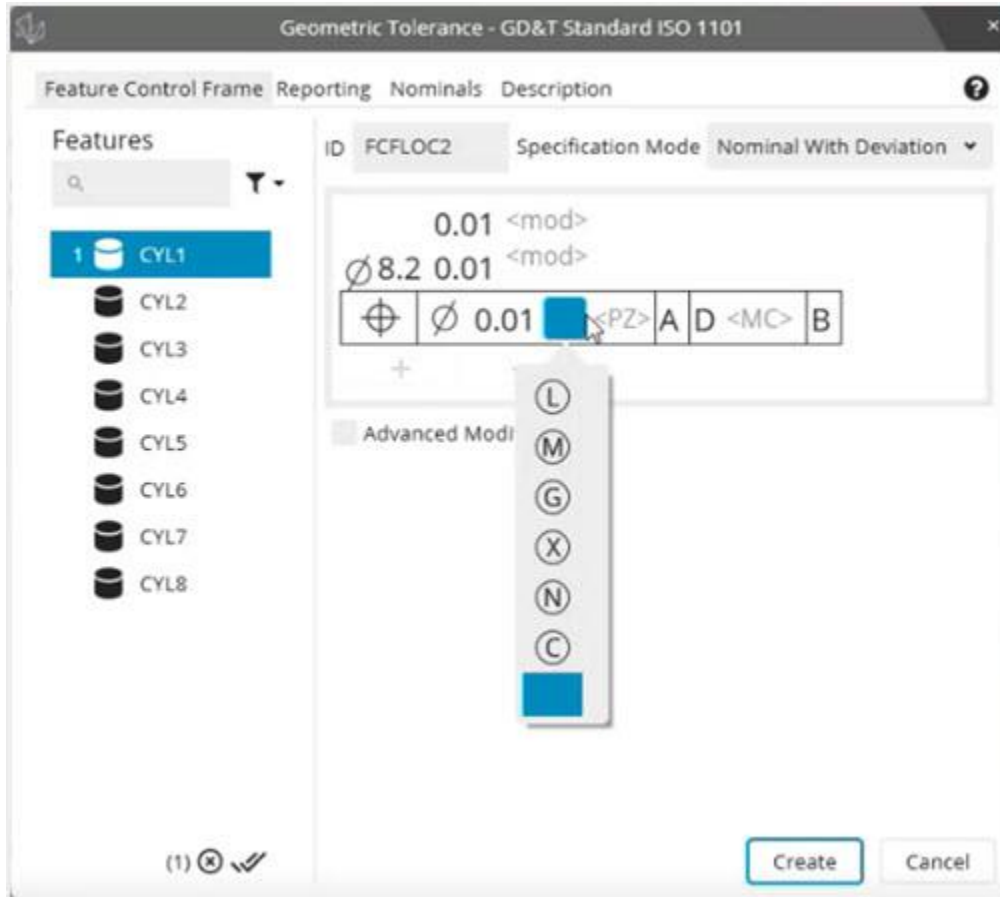 Geometric Tolerance - GD&T Standard ISO 1101 ×
Feature Control Frame Reporting Nominals Description ?
Features
ID FCFLOC2 Specification Mode Nominal With Deviation
0.01 <mod>
∅8.2 0.01 <mod>
⌖ ∅ 0.01 <PZ> A D <MC> B
+
Advanced Modi
Ⓛ
Ⓜ
Ⓖ
Ⓧ
Ⓝ
Ⓒ
1 CYL1
CYL2
CYL3
CYL4
CYL5
CYL6
CYL7
CYL8
(1)
Create Cancel